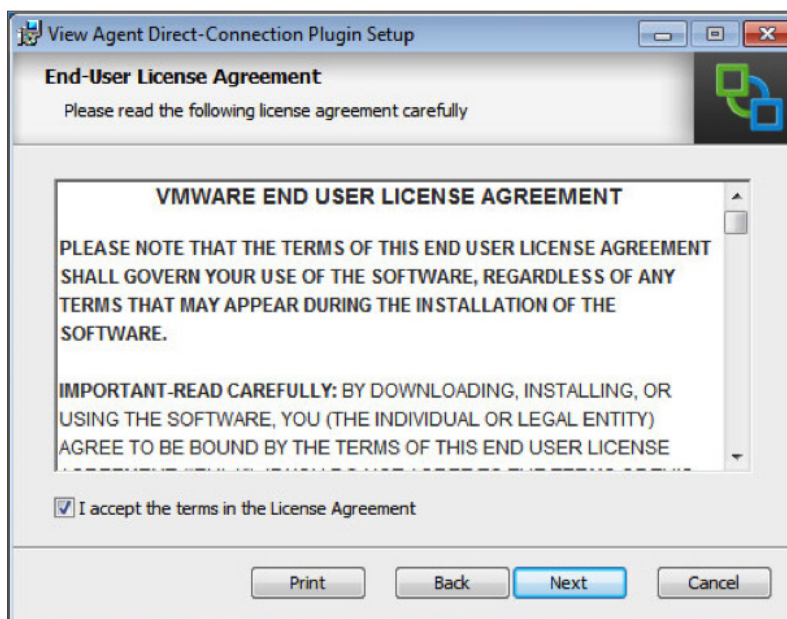 View Agent Direct-Connection Plugin Setup
End-User License Agreement
Please read the following license agreement carefully
VMWARE END USER LICENSE AGREEMENT
PLEASE NOTE THAT THE TERMS OF THIS END USER LICENSE AGREEMENT
SHALL GOVERN YOUR USE OF THE SOFTWARE, REGARDLESS OF ANY
TERMS THAT MAY APPEAR DURING THE INSTALLATION OF THE
SOFTWARE.
IMPORTANT-READ CAREFULLY: BY DOWNLOADING, INSTALLING, OR
USING THE SOFTWARE, YOU (THE INDIVIDUAL OR LEGAL ENTITY)
AGREE TO BE BOUND BY THE TERMS OF THIS END USER LICENSE
I accept the terms in the License Agreement
Print Back Next Cancel